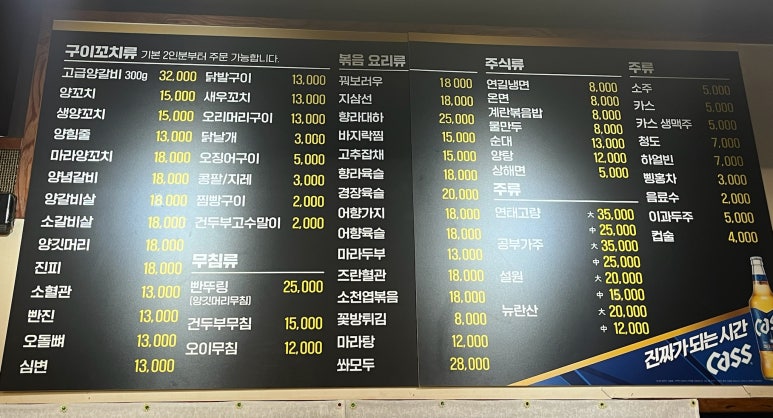 구이꼬치류 기본 2인분부터 주문 가능합니다.
고급양갈비 300g 32,000
양꼬치 15,000
생양꼬치 15,000
양힘줄 13,000
마라양꼬치 18,000
양념갈비 18,000
양갈비살 18,000
소갈비살 18,000
양깃머리 18,000
진피 18,000
소혈관 13,000
빤진 13,000
오돌뼈 13,000
심변 13,000
닭발구이 13,000
새우꼬치 13,000
오리머리구이 13,000
닭날개 3,000
오징어구이 5,000
콩팥/지레 3,000
찜빵구이 2,000
건두부고수말이 2,000
무침류
빤뚜링 25,000
(양깃머리무침)
건두부무침 15,000
오이무침 12,000
볶음 요리류
꿔보러우 18,000
지삼선 18,000
향라대하 25,000
바지락찜 15,000
고추잡채 15,000
향라육슬 18,000
경장육슬 20,000
어향가지 18,000
어향육슬 18,000
마라두부 13,000
즈란혈관 18,000
소천엽볶음 18,000
꽃빵튀김 8,000
마라탕 12,000
쏴모두 28,000
주식류
연길냉면 8,000
온면 8,000
계란볶음밥 8,000
물만두 8,000
순대 13,000
양탕 12,000
상해면 5,000
주류
연태고량 大 35,000
中 25,000
공부가주 大 35,000
中 25,000
설원 大 20,000
中 15,000
뉴란산 大 20,000
中 12,000
주류
소주 5,000
카스 5,000
카스 생맥주 5,000
청도 7,000
하얼빈 7,000
삥홍차 3,000
음료수 2,000
이과두주 5,000
컵술 4,000
진짜가 되는 시간
cass
cass